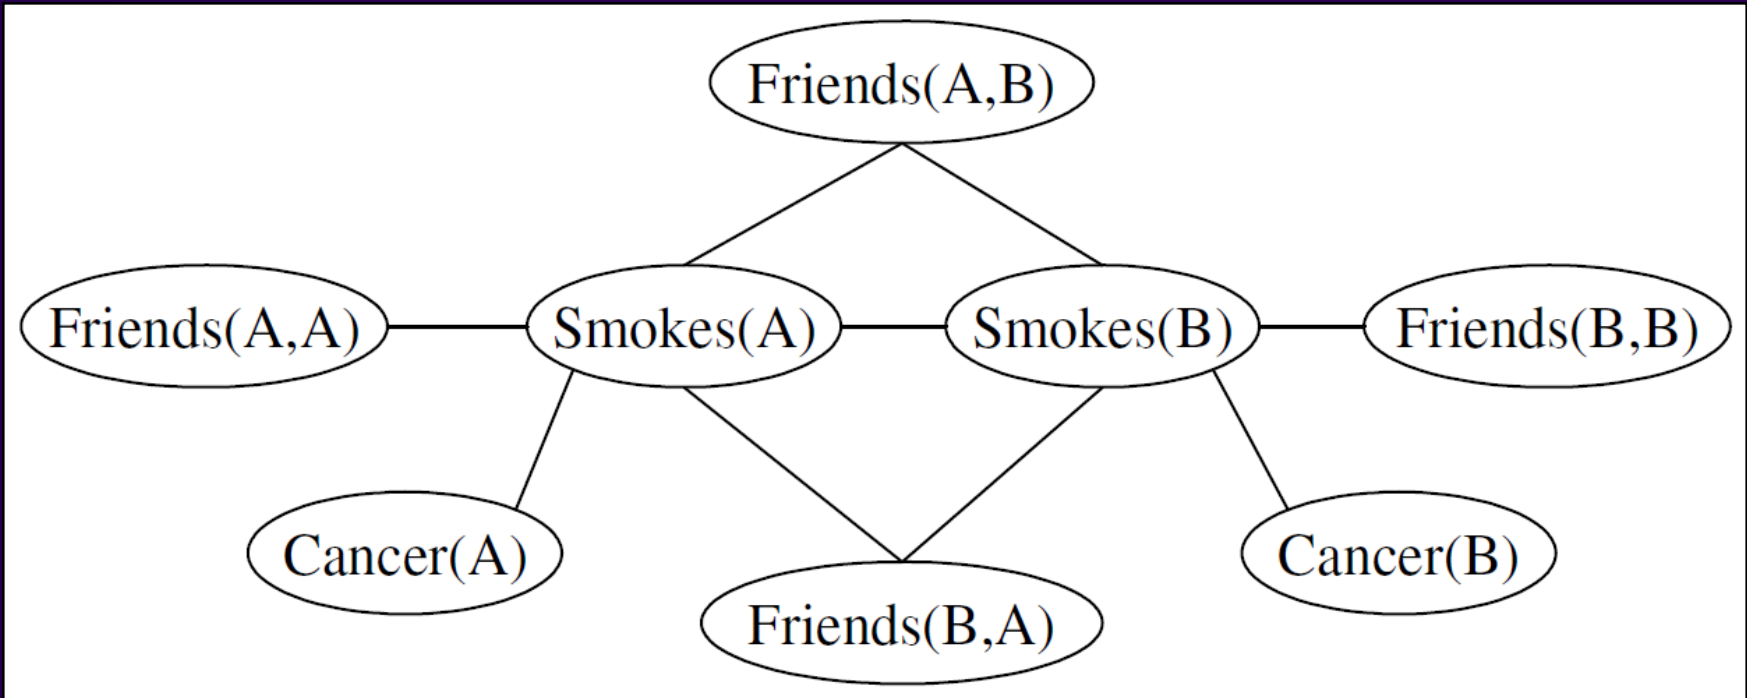 Friends(A,B)
Friends(A,A)
Smokes(A)
Smokes(B)
Friends(B,B)
Cancer(A)
Cancer(B)
Friends(B,A)